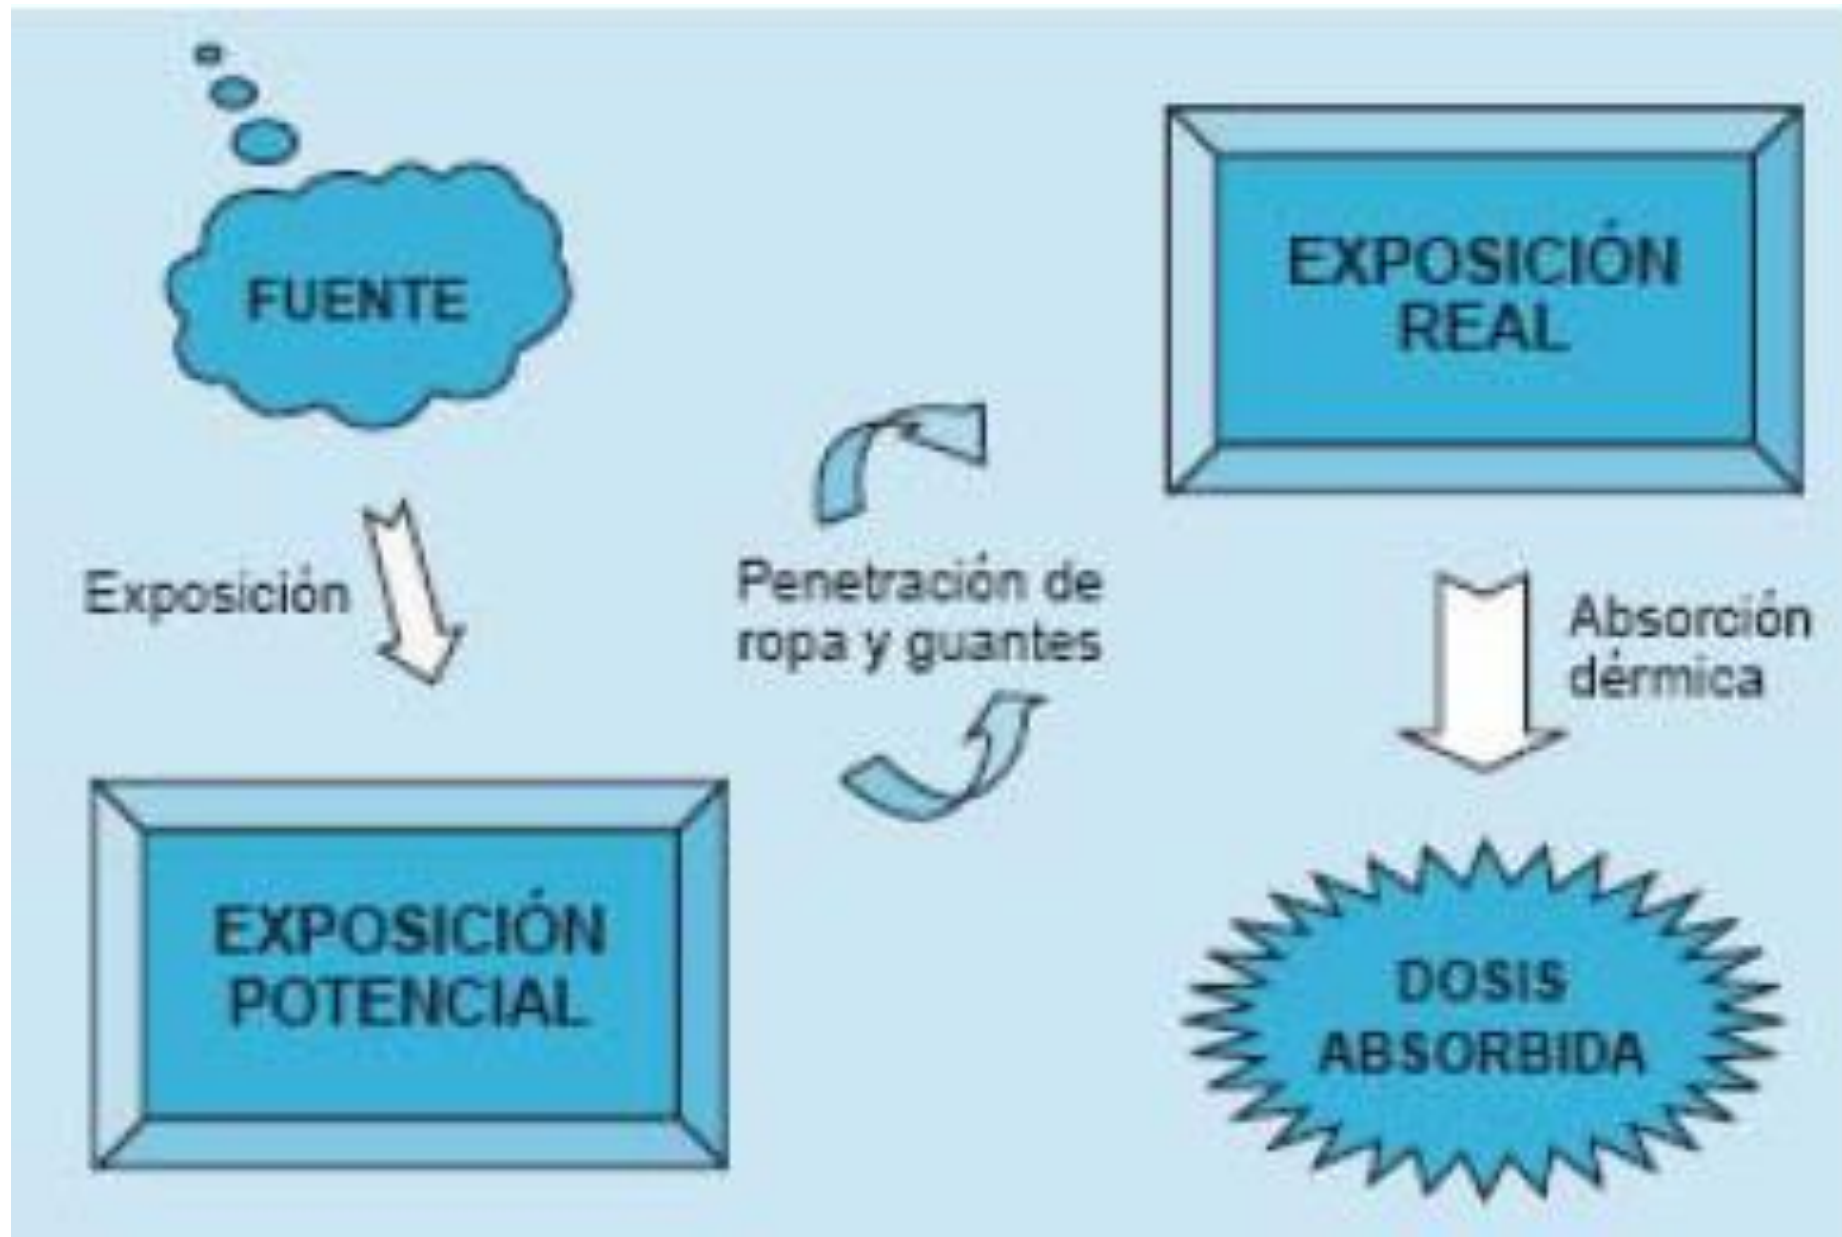 FUENTE
Exposición
EXPOSICIÓN
POTENCIAL
Penetración de
ropa y guantes
EXPOSICIÓN
REAL
Absorción
dérmica
DOSIS
ABSORBIDA